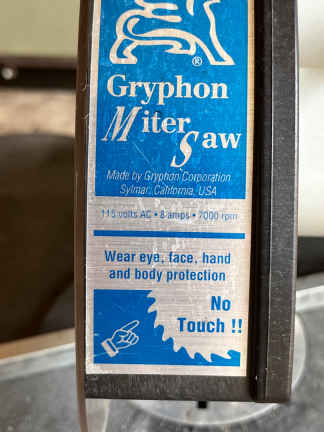 ®
Gryphon
Miter
Saw
Made by Gryphon Corporation
Sylmar, California, USA
115 volts AC • 8 amps • 7000 rpm
Wear eye, face, hand
and body protection
No
Touch !!